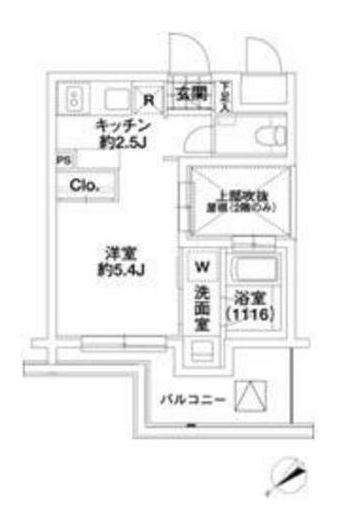 玄関
下足入
R
キッチン
約2.5J
PS
Clo.
上部吹抜
屋根(2階のみ)
洋室
約5.4J
W
洗面室
浴室
(1116)
バルコニー